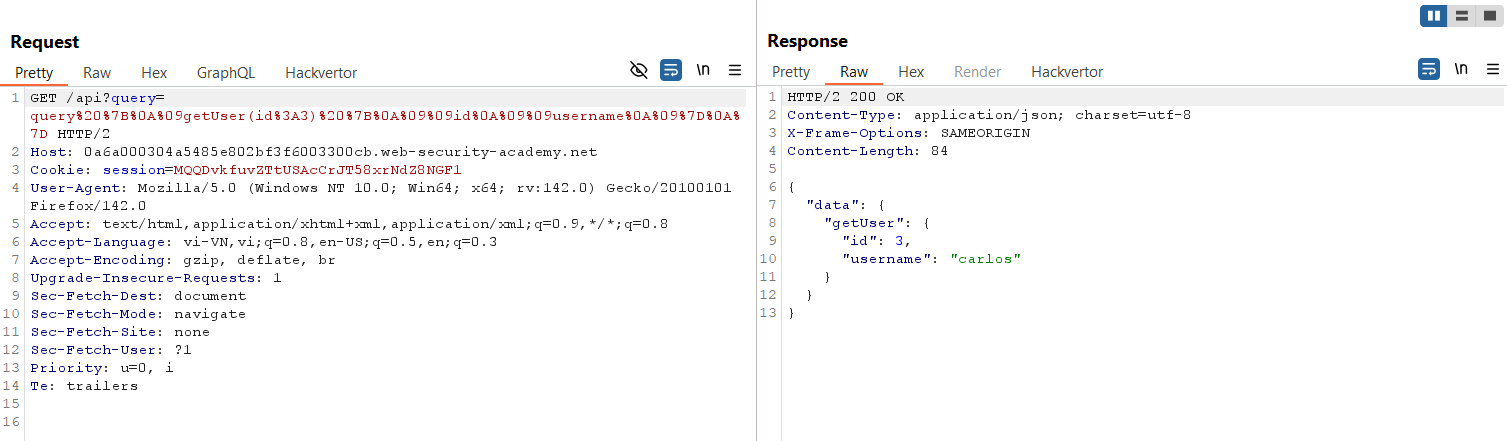 Request
Pretty Raw Hex GraphQL Hackvertor \n
1 GET /api?query=
query%20%7B%0A%09getUser(id%3A3)%20%7B%0A%09%09id%0A%09%09username%0A%09%7D%0A%
7D HTTP/2
2 Host: 0a6a000304a5485e802bf3f6003300cb.web-security-academy.net
3 Cookie: session=MQQDvkfuvZTtUSAcCrJT58xrNdZ8NGF1
4 User-Agent: Mozilla/5.0 (Windows NT 10.0; Win64; x64; rv:142.0) Gecko/20100101
Firefox/142.0
5 Accept: text/html,application/xhtml+xml,application/xml;q=0.9,*/*;q=0.8
6 Accept-Language: vi-VN,vi;q=0.8,en-US;q=0.5,en;q=0.3
7 Accept-Encoding: gzip, deflate, br
8 Upgrade-Insecure-Requests: 1
9 Sec-Fetch-Dest: document
10 Sec-Fetch-Mode: navigate
11 Sec-Fetch-Site: none
12 Sec-Fetch-User: ?1
13 Priority: u=0, i
14 Te: trailers
15
16
Response
Pretty Raw Hex Render Hackvertor \n
1 HTTP/2 200 OK
2 Content-Type: application/json; charset=utf-8
3 X-Frame-Options: SAMEORIGIN
4 Content-Length: 84
5
6 {
7 "data": {
8 "getUser": {
9 "id": 3,
10 "username": "carlos"
11 }
12 }
13 }